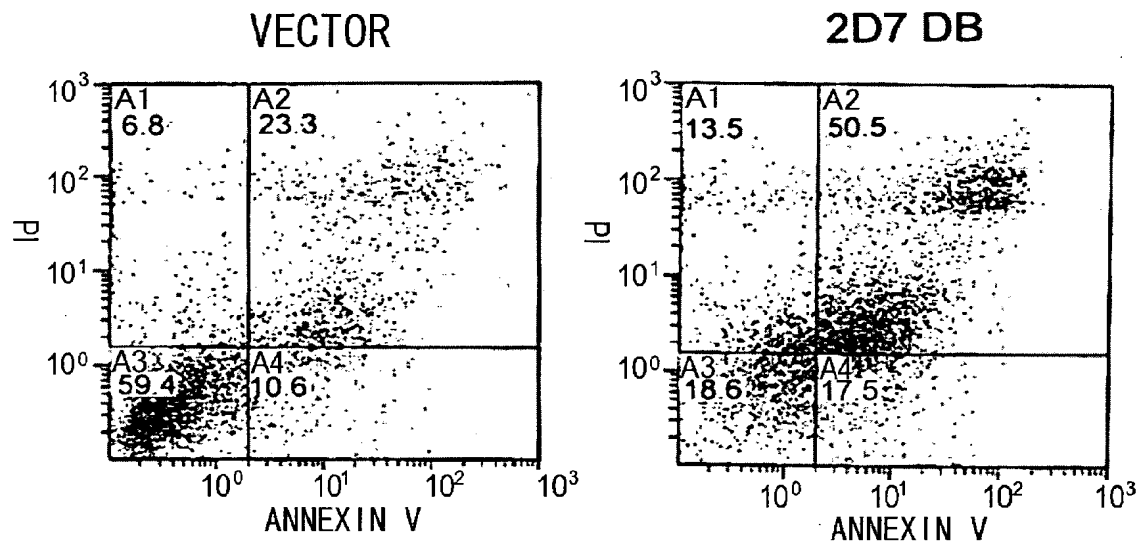 VECTOR
10³
A1
6.8
A2
23.3
10²
PI
10¹
10⁰
A3
59.4
A4
10.6
10⁰ 10¹ 10² 10³
ANNEXIN V
2D7 DB
10³
A1
13.5
A2
50.5
10²
PI
10¹
10⁰
A3
18.6
A4
17.5
10⁰ 10¹ 10² 10³
ANNEXIN V